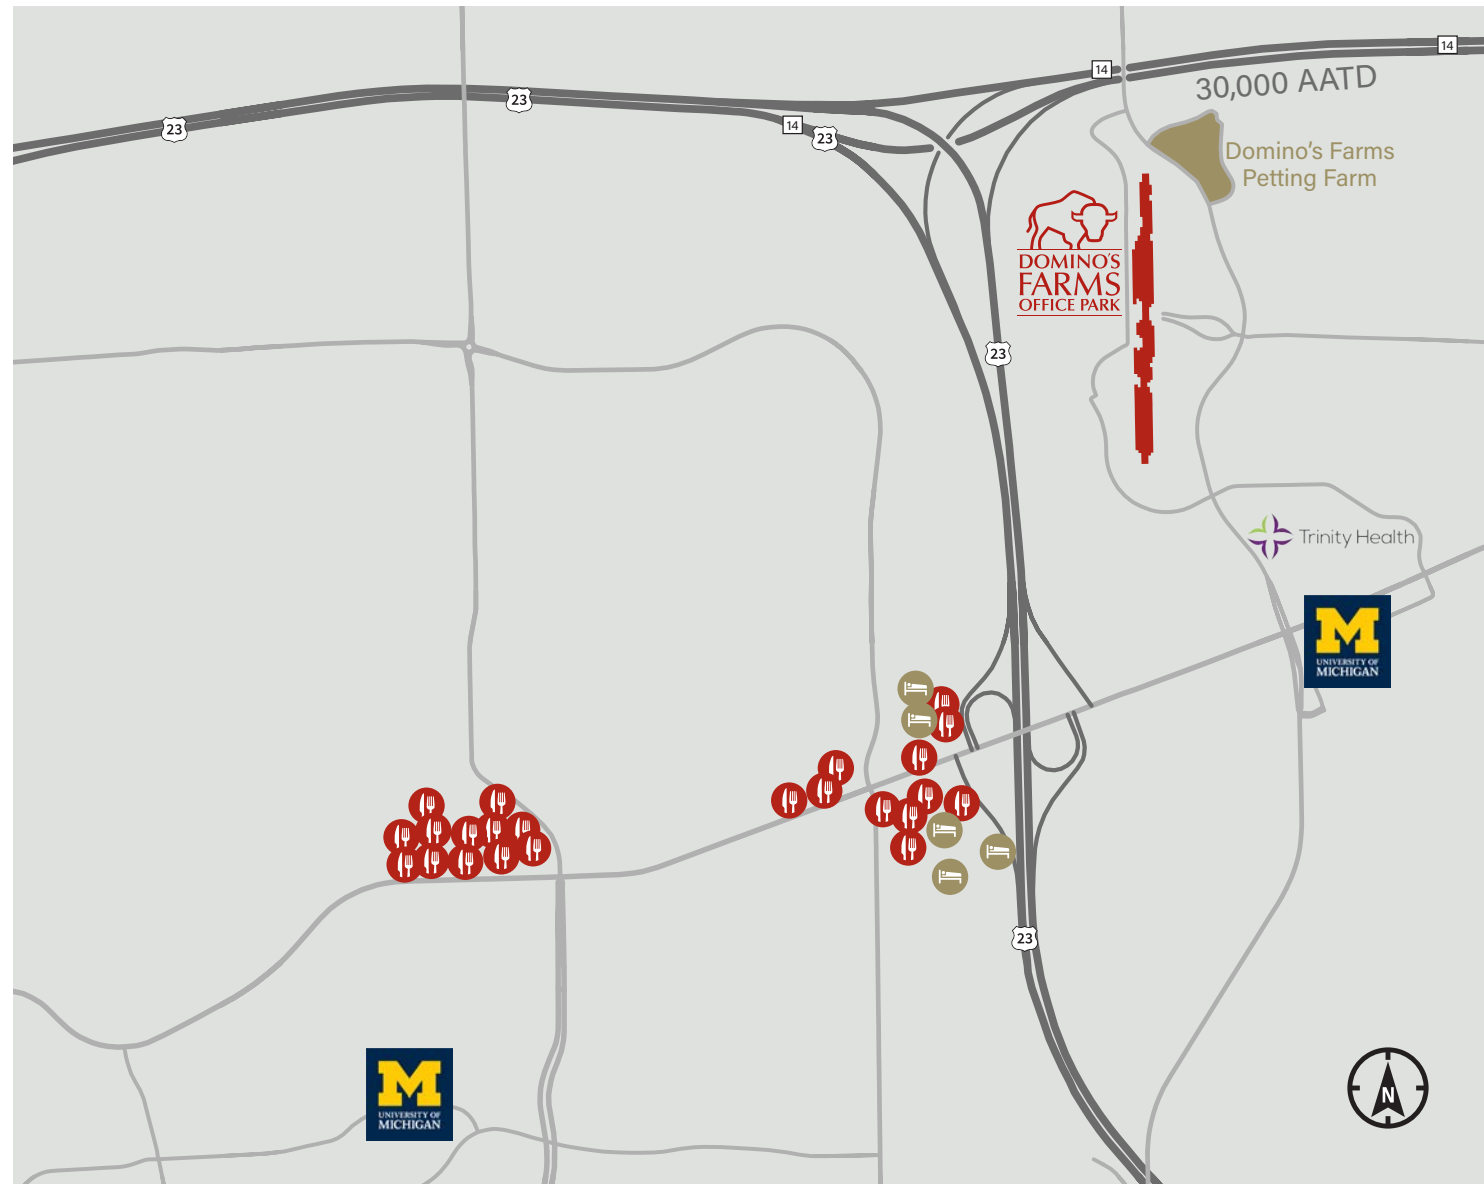 14
14
30,000 AATD
23
23
14
23
Domino's Farms
Petting Farm
DOMINO'S
FARMS
OFFICE PARK
23
Trinity Health
M
UNIVERSITY OF
MICHIGAN
23
M
UNIVERSITY OF
MICHIGAN
N